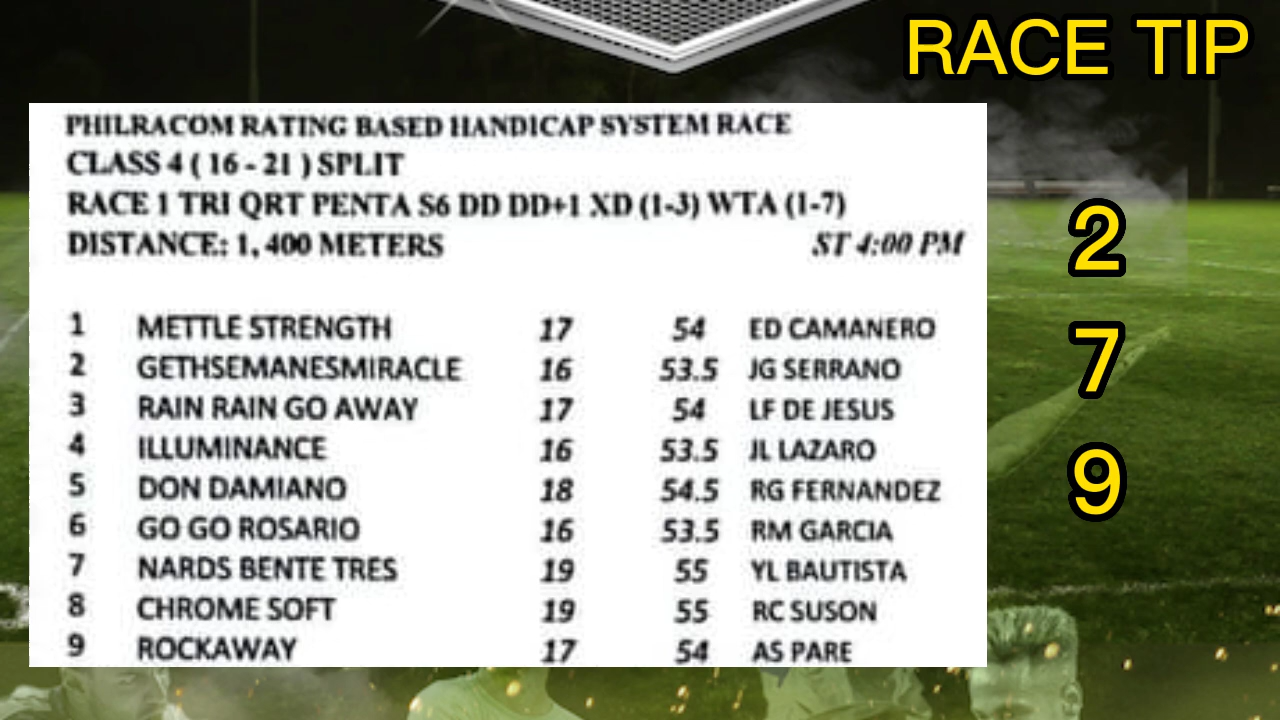 RACE TIP
PHILRACOM RATING BASED HANDICAP SYSTEM RACE
CLASS 4 ( 16 - 21 ) SPLIT
RACE 1 TRI QRT PENTA S6 DD DD+1 XD (1-3) WTA (1-7)
DISTANCE: 1, 400 METERS ST 4:00 PM
1 METTLE STRENGTH 17 54 ED CAMANERO
2 GETHSEMANESMIRACLE 16 53.5 JG SERRANO
3 RAIN RAIN GO AWAY 17 54 LF DE JESUS
4 ILLUMINANCE 16 53.5 JL LAZARO
5 DON DAMIANO 18 54.5 RG FERNANDEZ
6 GO GO ROSARIO 16 53.5 RM GARCIA
7 NARDS BENTE TRES 19 55 YL BAUTISTA
8 CHROME SOFT 19 55 RC SUSON
9 ROCKAWAY 17 54 AS PARE
2
7
9